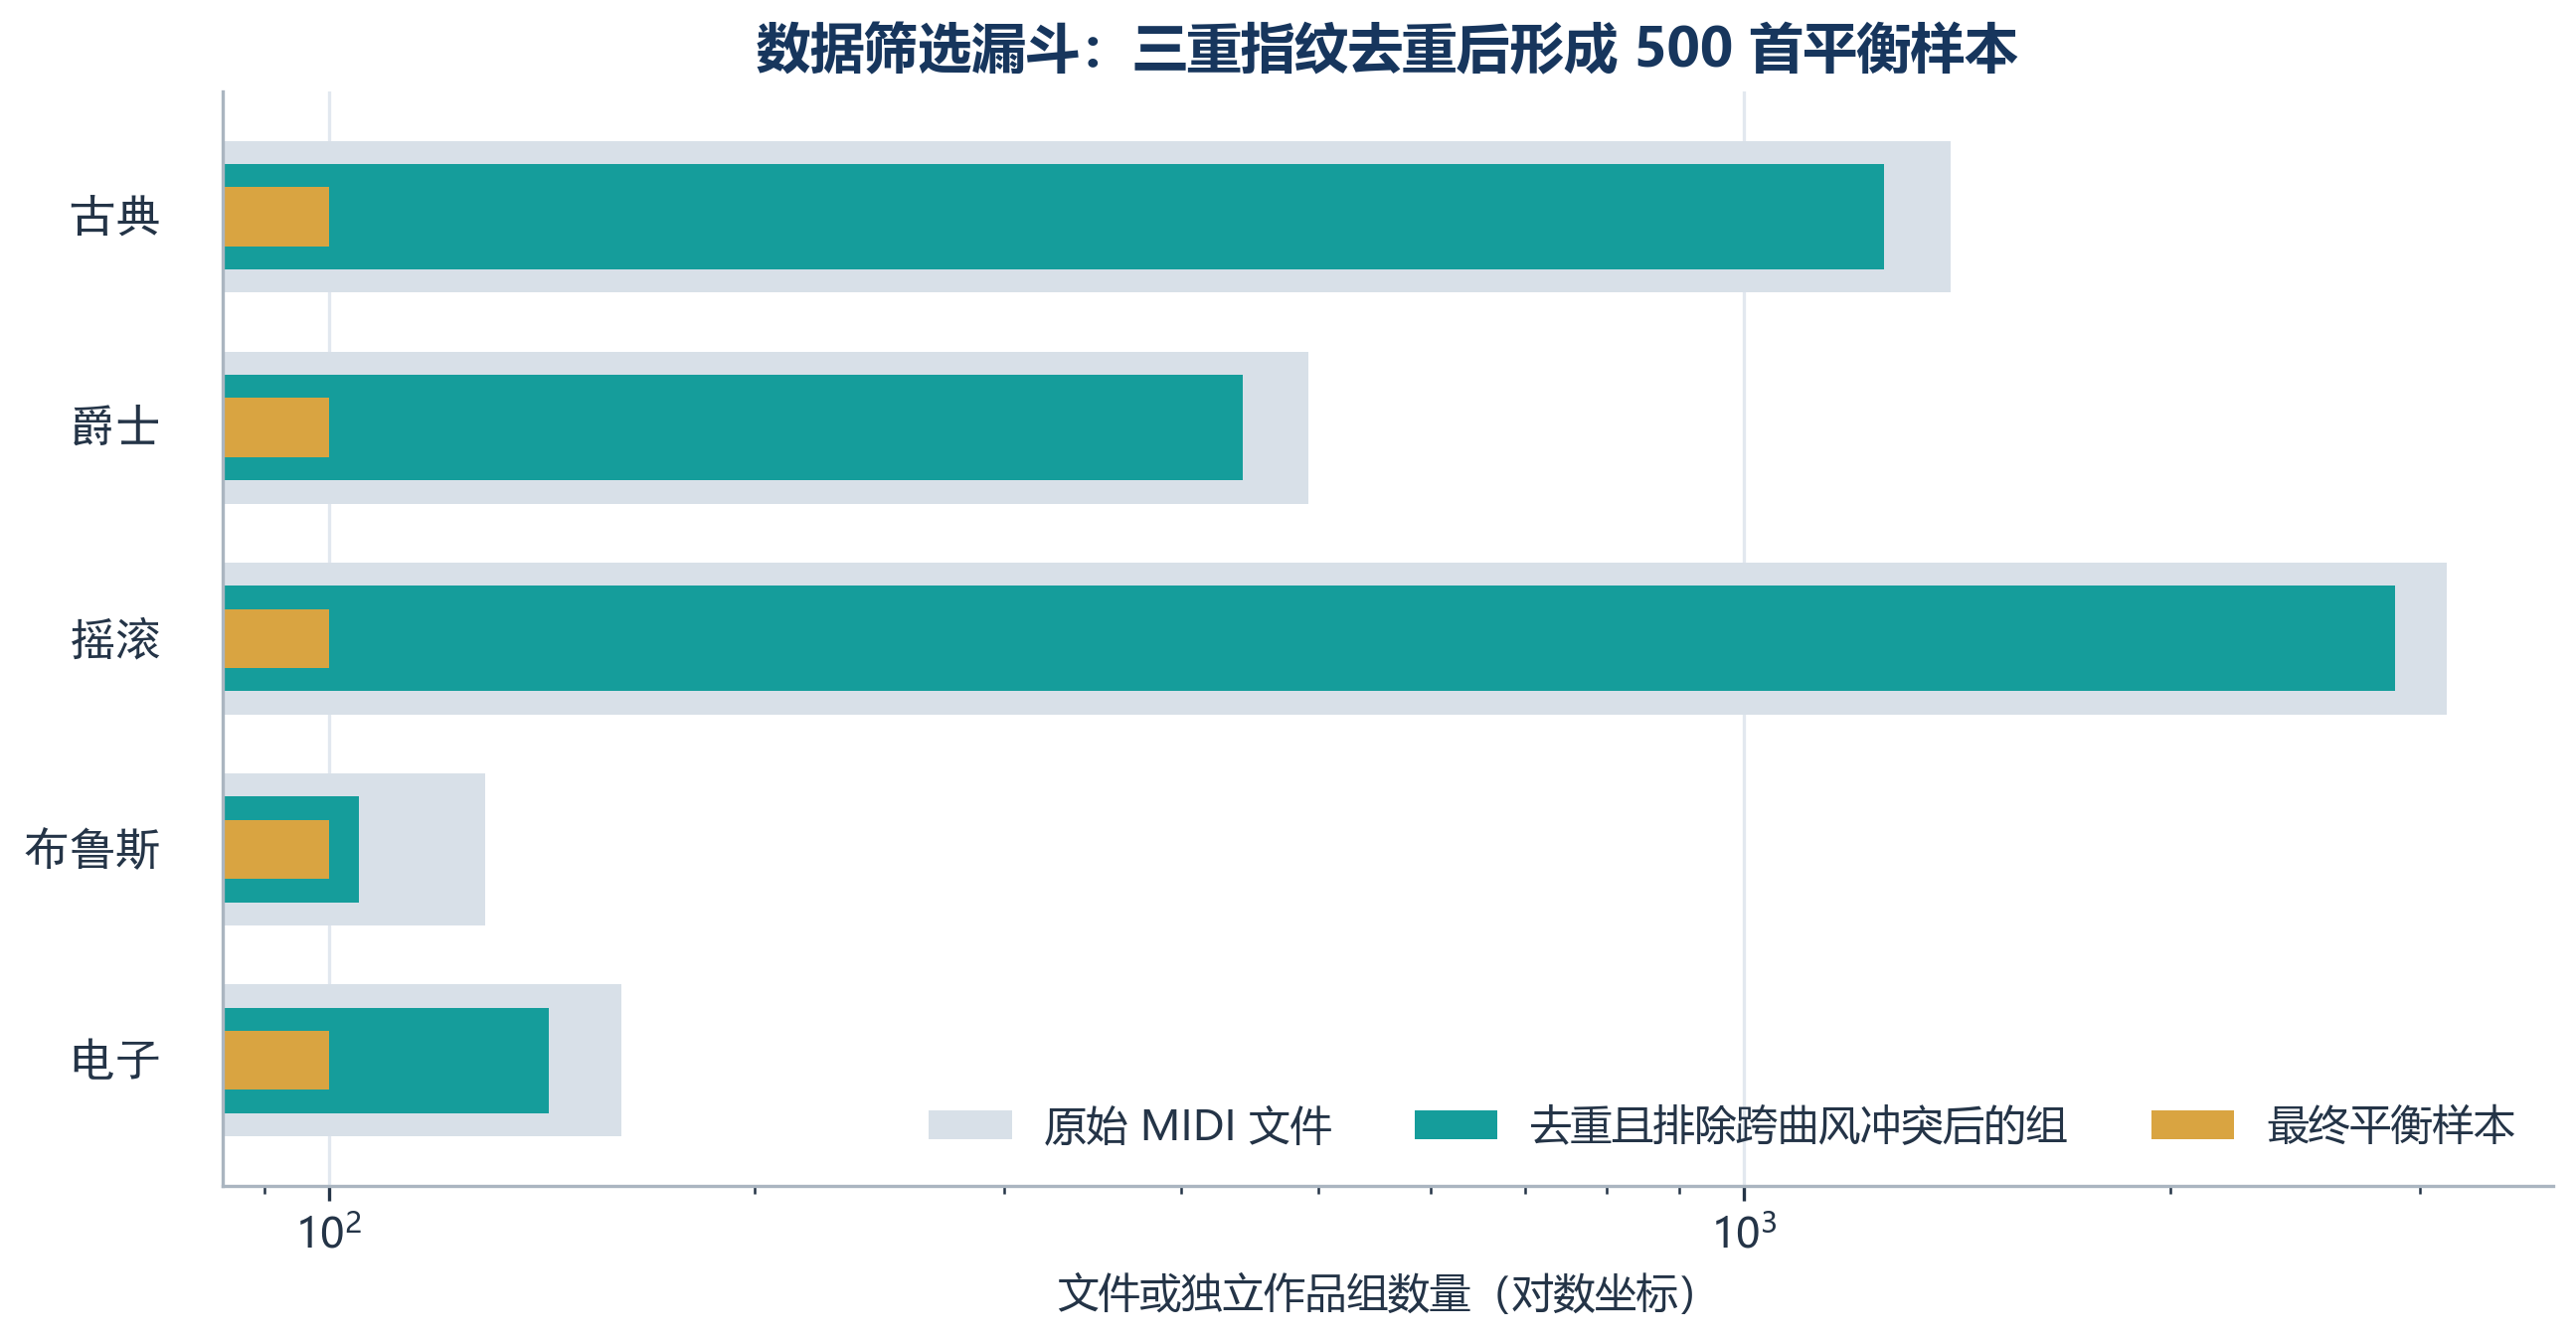 数据筛选漏斗：三重指纹去重后形成 500 首平衡样本
古典
爵士
摇滚
布鲁斯
电子
原始 MIDI 文件
去重且排除跨曲风冲突后的组
最终平衡样本
10²
10³
文件或独立作品组数量（对数坐标）